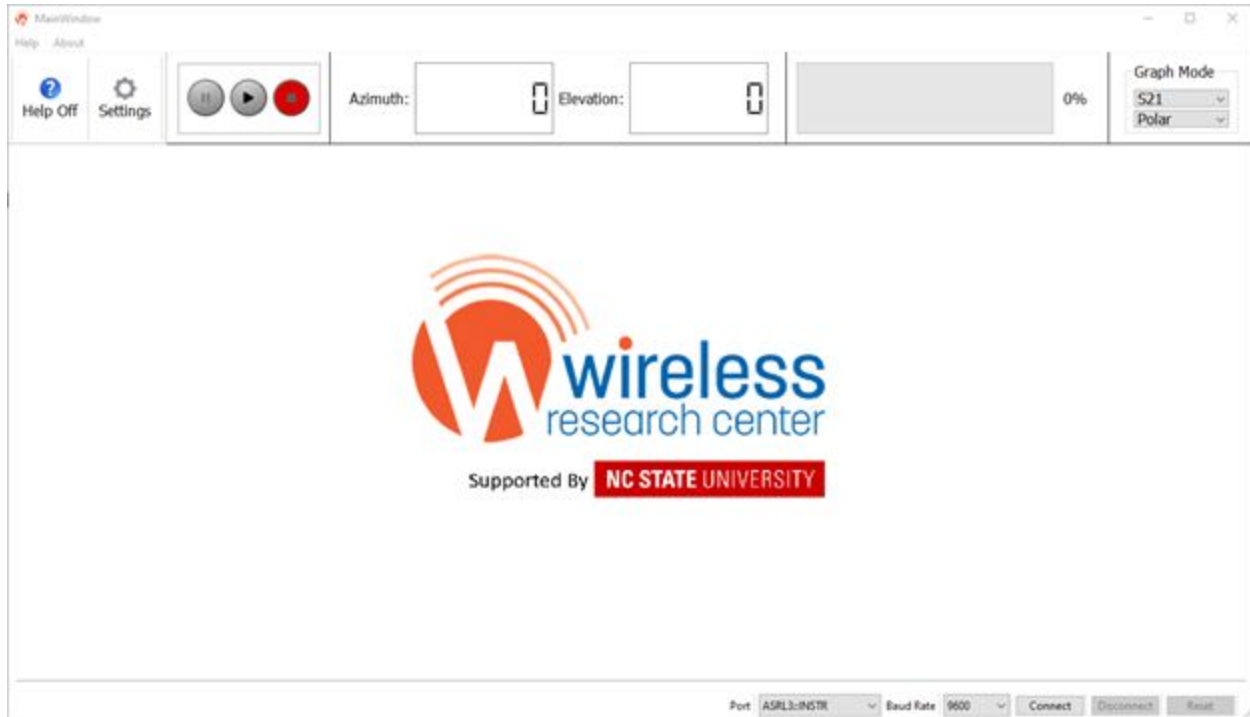 MainWindow
Help About
Help Off Settings Azimuth: 0 Elevation: 0 0% Graph Mode
S21
Polar
wireless
research center
Supported By NC STATE UNIVERSITY
Port ASRL3::INSTR Baud Rate 9600 Connect Disconnect Reset